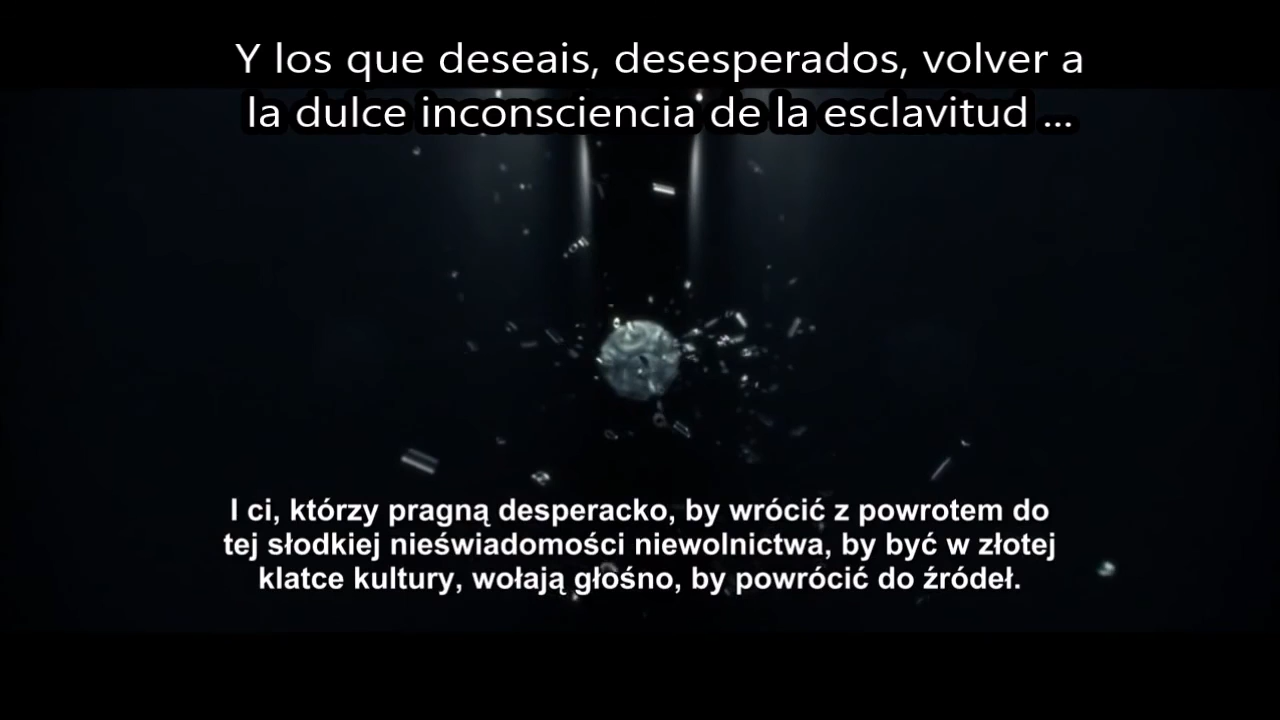 Y los que deseais, desesperados, volver a
la dulce inconsciencia de la esclavitud ...
I ci, którzy pragną desperacko, by wrócić z powrotem do
tej słodkiej nieświadomości niewolnictwa, by być w złotej
klatce kultury, wołają głośno, by powrócić do źródeł.